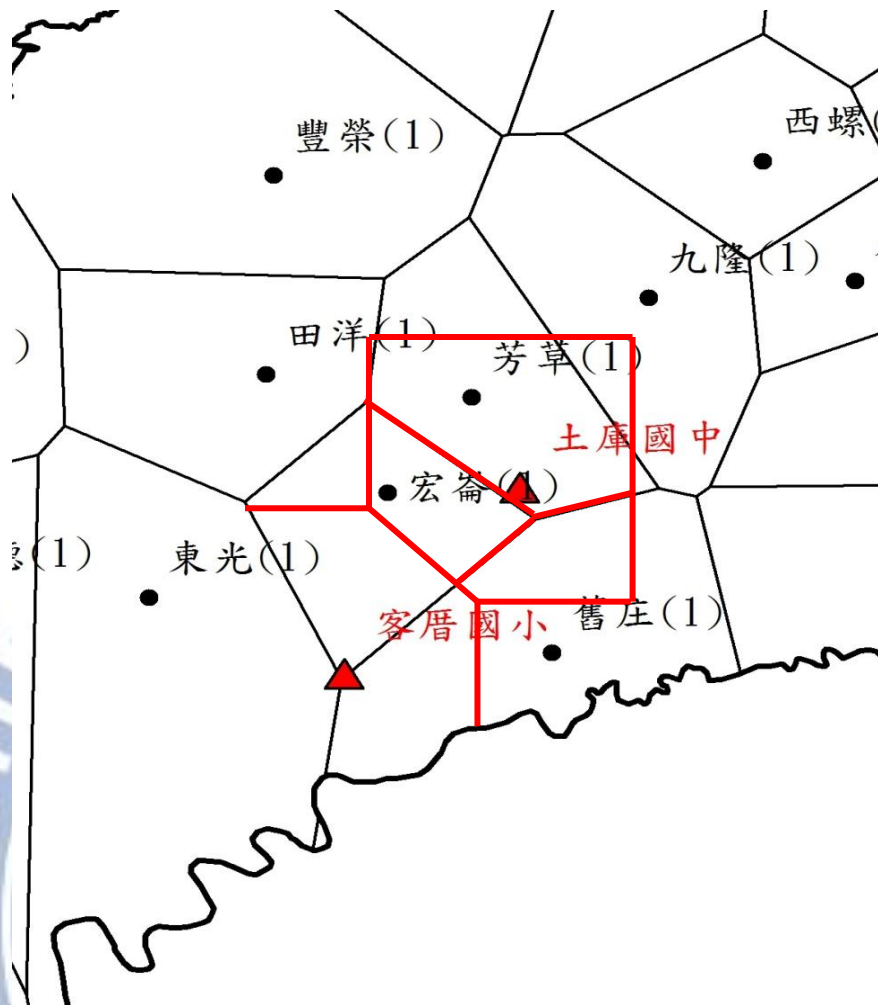 豐榮(1)
西螺(
九隆(1)
)
田洋(1)
芳草(1)
土庫國中
宏崙(1)
(1)
東光(1)
客厝國小
舊庄(1)